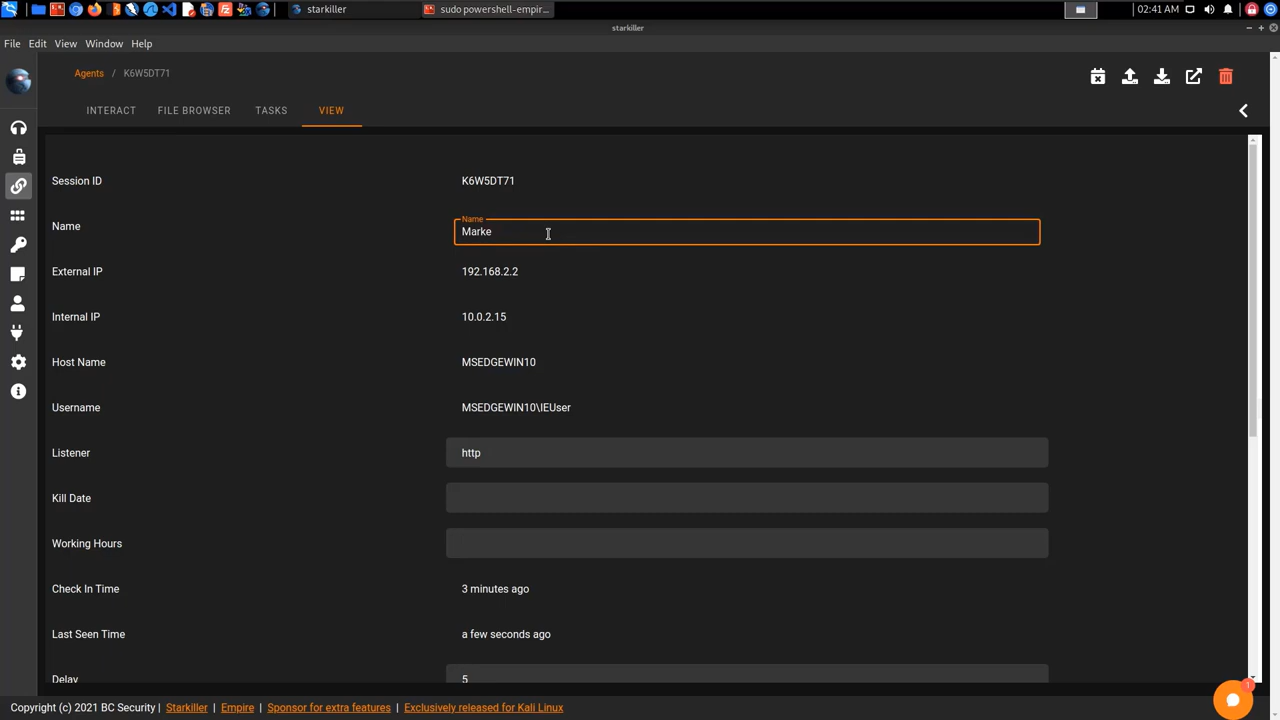 starkiller
sudo powershell-empir...
02:41 AM
starkiller
File Edit View Window Help
Agents / K6W5DT71
INTERACT FILE BROWSER TASKS VIEW
Session ID K6W5DT71
Name
Name Marke
External IP 192.168.2.2
Internal IP 10.0.2.15
Host Name MSEDGEWIN10
Username MSEDGEWIN10\IEUser
Listener http
Kill Date
Working Hours
Check In Time 3 minutes ago
Last Seen Time a few seconds ago
Delay 5
1
Copyright (c) 2021 BC Security | Starkiller | Empire | Sponsor for extra features | Exclusively released for Kali Linux